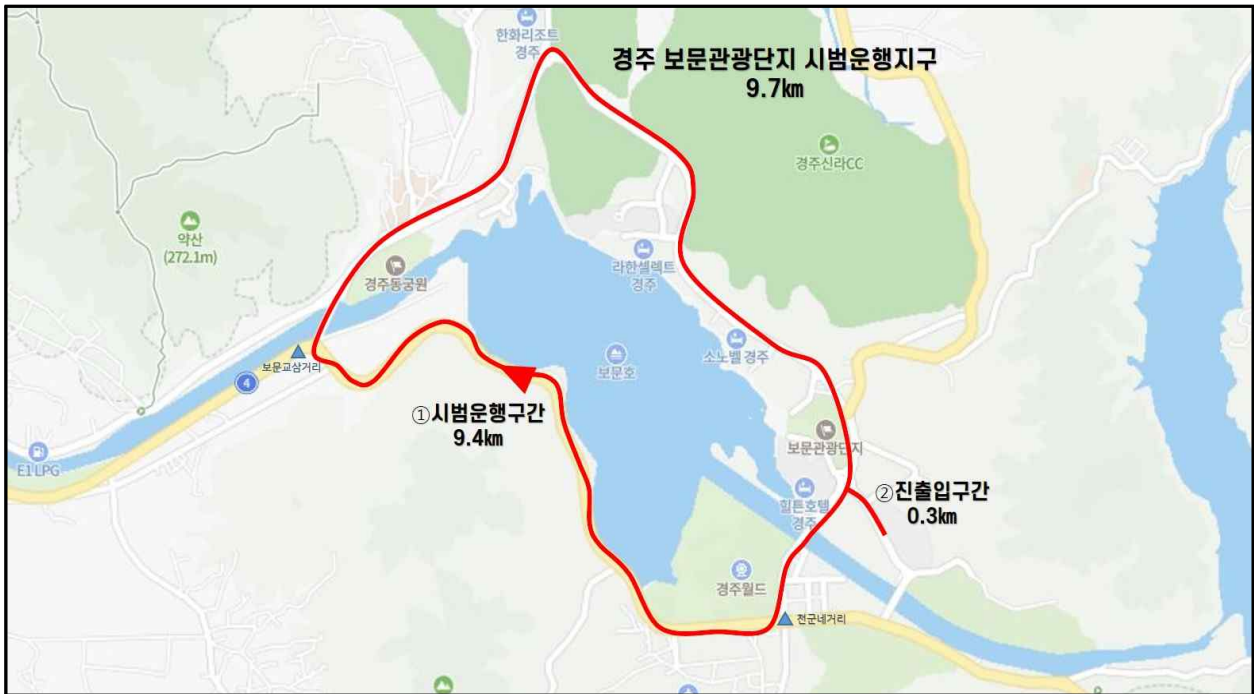 한화리조트
경주
경주 보문관광단지 시범운행지구
9.7㎞
경주신라CC
약산
(272.1m)
경주동궁원
라한셀렉트
경주
보문교삼거리
4
소노벨 경주
보문호
①시범운행구간
9.4㎞
보문관광단지
E1 LPG
힐튼호텔
경주
②진출입구간
0.3㎞
경주월드
전군네거리